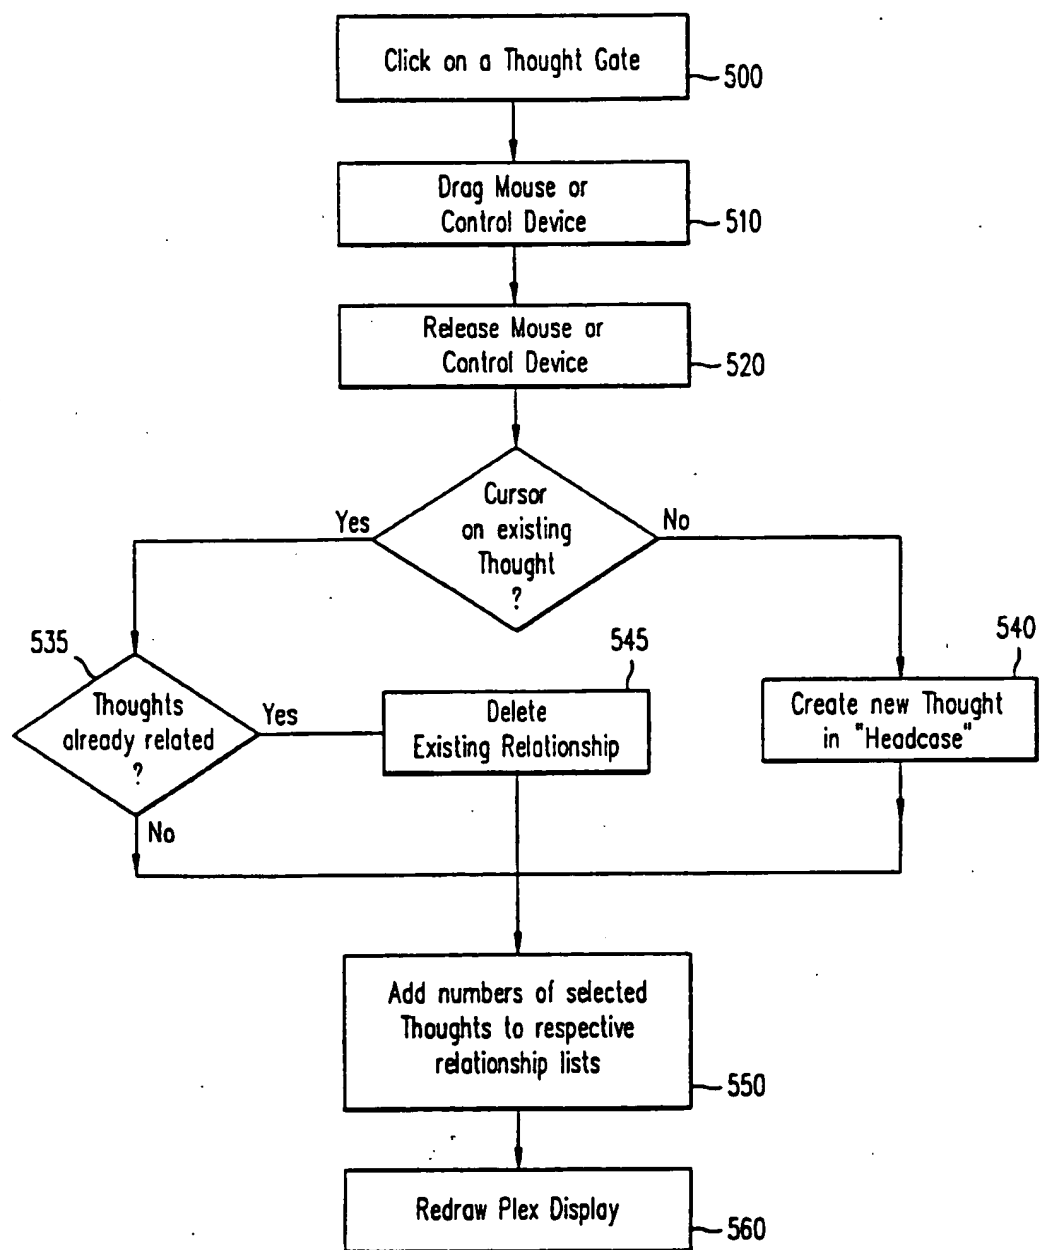 Click on a Thought Gate
500
Drag Mouse or
Control Device
510
Release Mouse or
Control Device
520
Cursor
on existing
Thought
?
Yes
No
535
Thoughts
already related
?
Yes
No
545
Delete
Existing Relationship
540
Create new Thought
in "Headcase"
Add numbers of selected
Thoughts to respective
relationship lists
550
Redraw Plex Display
560